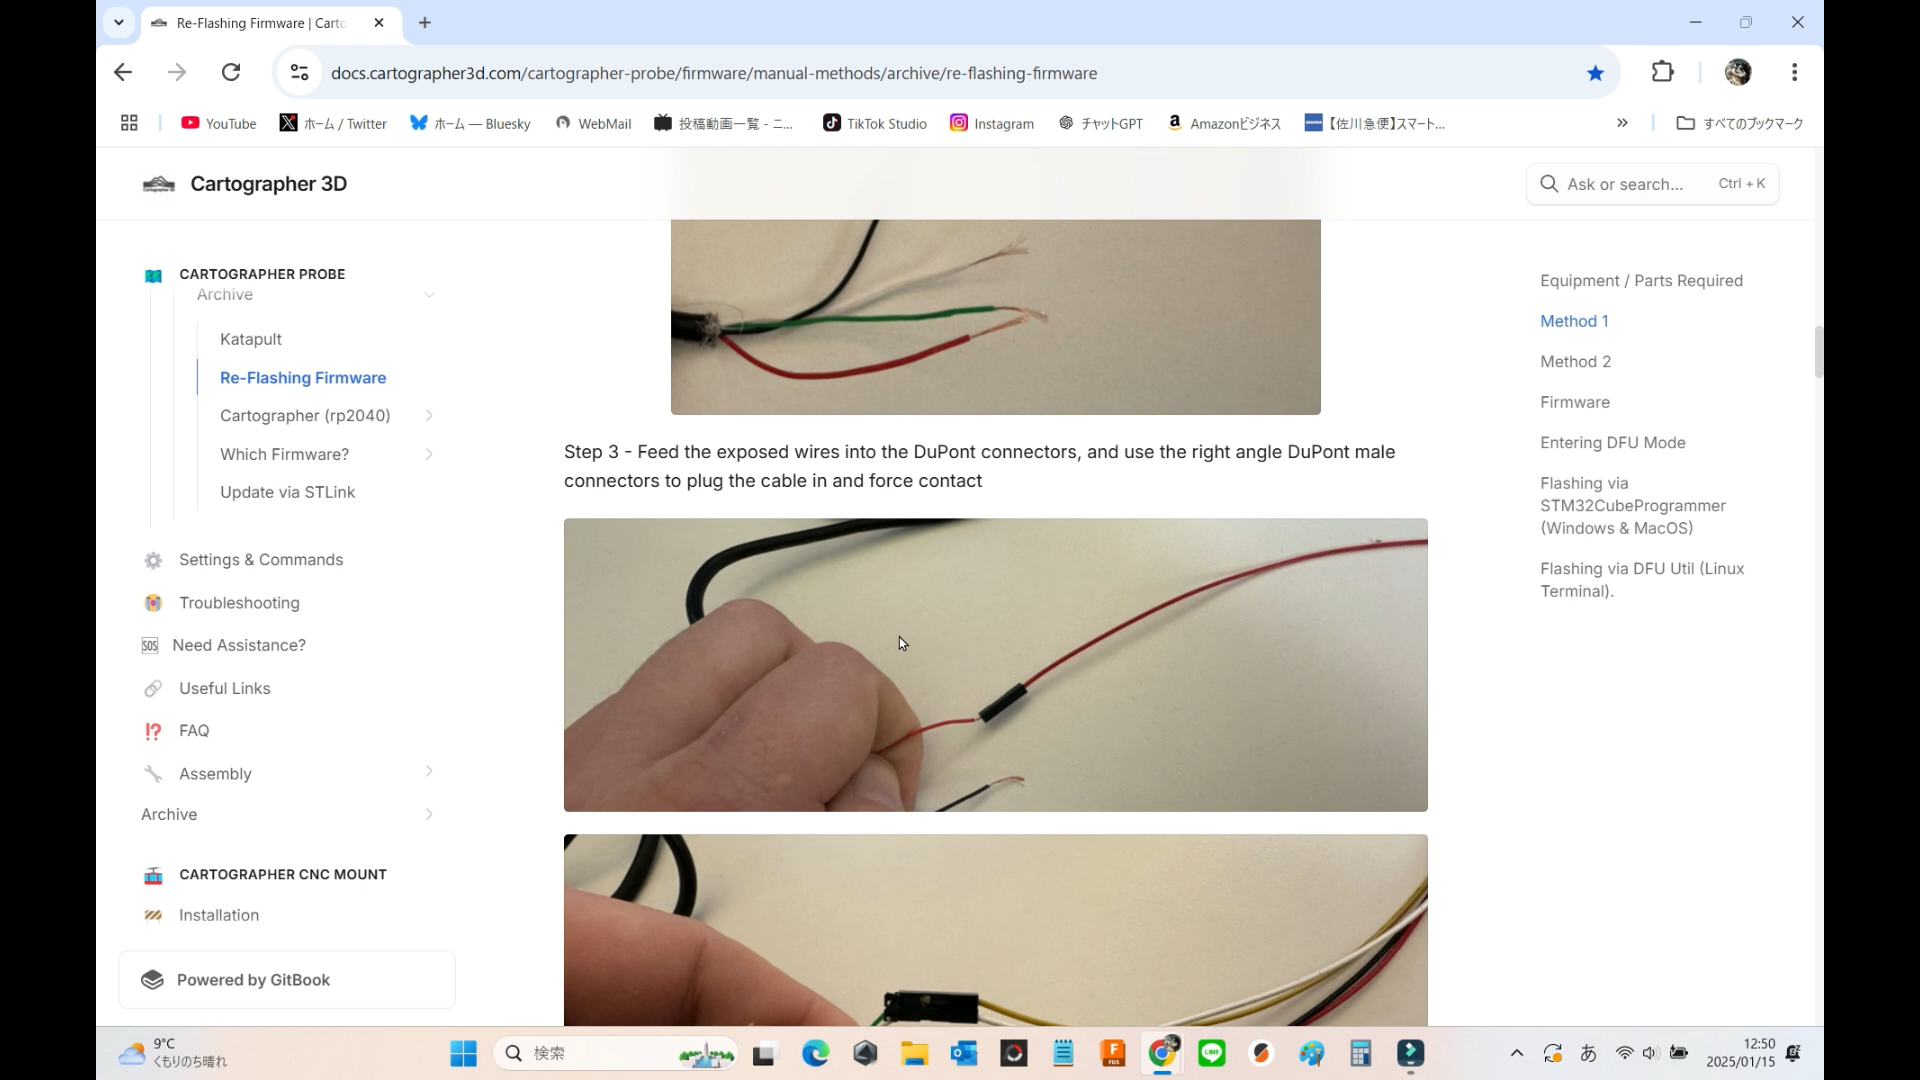 Re-Flashing Firmware | Carto
docs.cartographer3d.com/cartographer-probe/firmware/manual-methods/archive/re-flashing-firmware
YouTube
ホーム / Twitter
ホーム — Bluesky
WebMail
投稿動画一覧 - ニ...
TikTok Studio
Instagram
チャットGPT
Amazonビジネス
【佐川急便】スマート...
»
すべてのブックマーク
Cartographer 3D
Ask or search...
Ctrl + K
CARTOGRAPHER PROBE
Archive
Katapult
Re-Flashing Firmware
Cartographer (rp2040)
Which Firmware?
Update via STLink
Settings & Commands
Troubleshooting
SOS Need Assistance?
Useful Links
⁉ FAQ
Assembly
Archive
CARTOGRAPHER CNC MOUNT
Installation
Powered by GitBook
Step 3 - Feed the exposed wires into the DuPont connectors, and use the right angle DuPont male
connectors to plug the cable in and force contact
Equipment / Parts Required
Method 1
Method 2
Firmware
Entering DFU Mode
Flashing via
STM32CubeProgrammer
(Windows & MacOS)
Flashing via DFU Util (Linux
Terminal).
9°C
くもりのち晴れ
検索
あ
12:50
2025/01/15